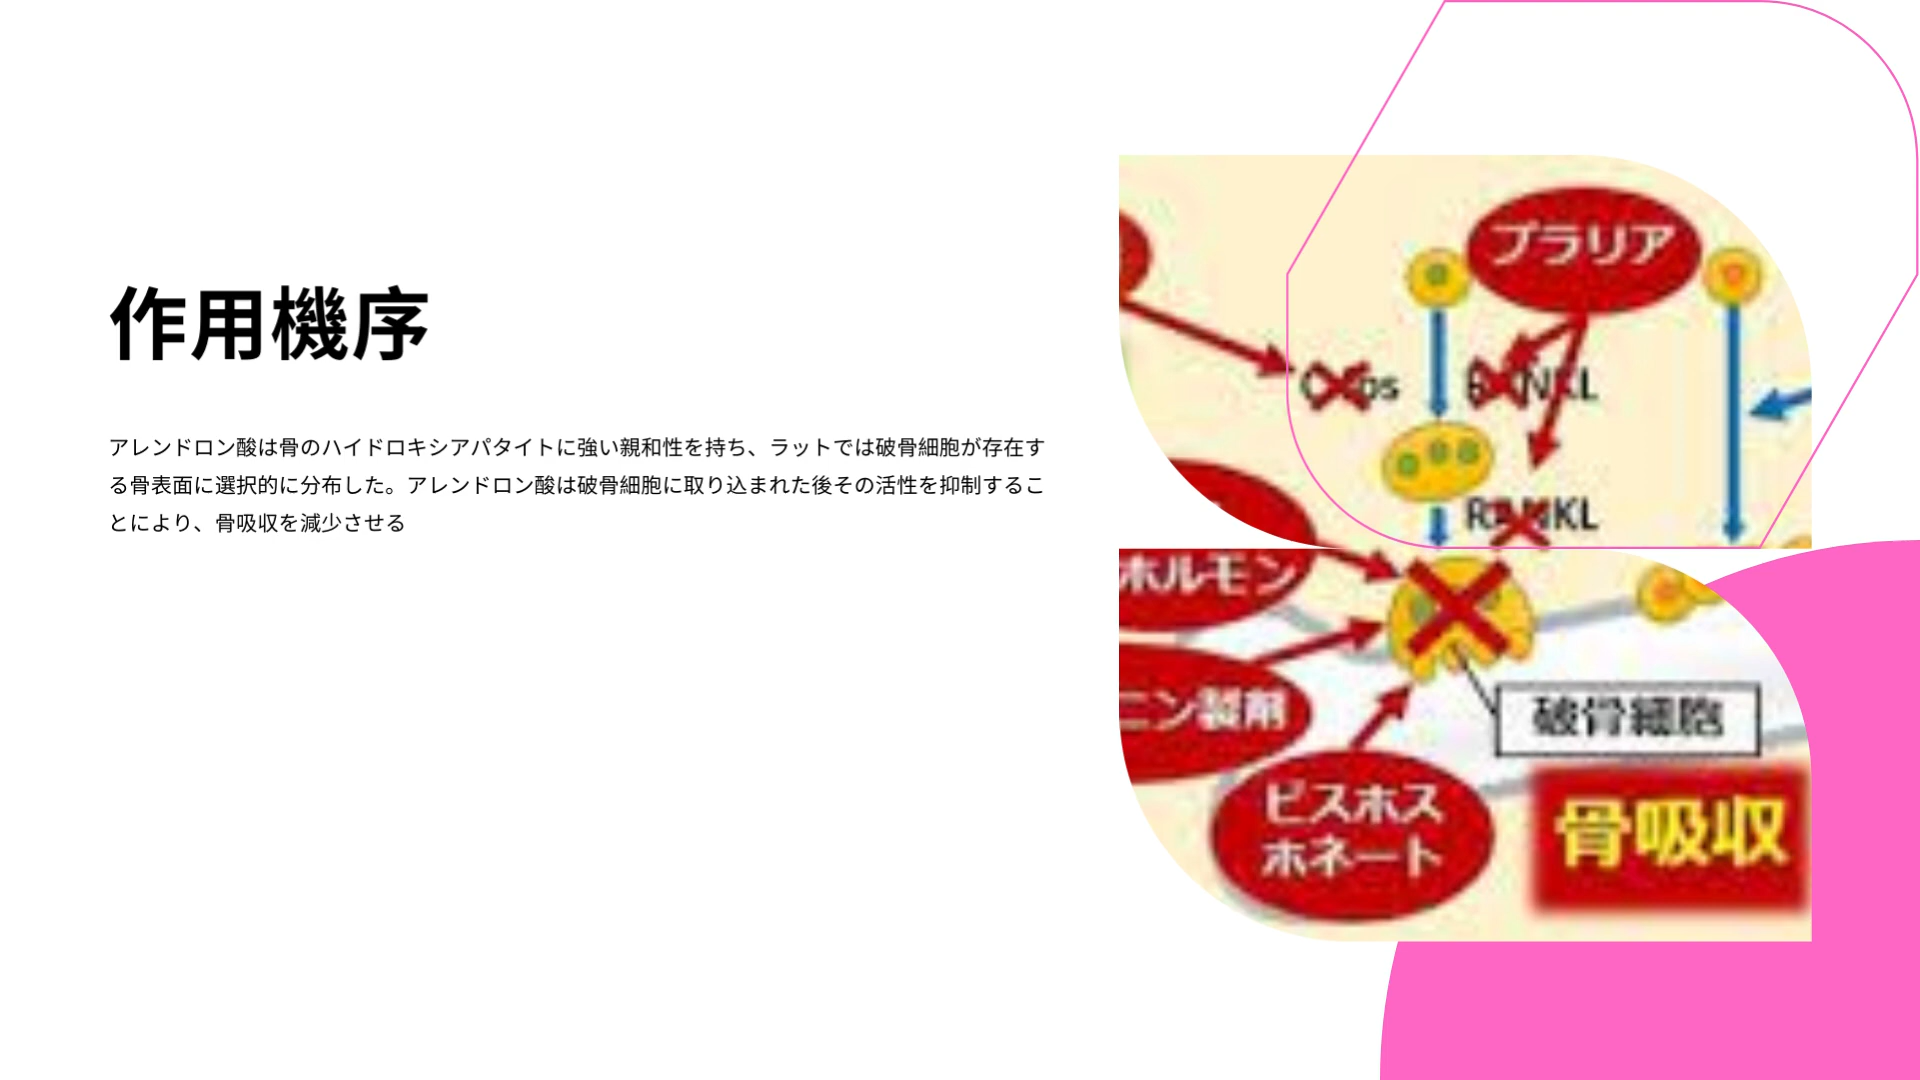 作用機序
アレンドロン酸は骨のハイドロキシアパタイトに強い親和性を持ち、ラットでは破骨細胞が存在す
る骨表面に選択的に分布した。アレンドロン酸は破骨細胞に取り込まれた後その活性を抑制するこ
とにより、骨吸収を減少させる
プラリア
RANKL
RANKL
ホルモン
ニン製剤
破骨細胞
ビスホス
ホネート
骨吸収